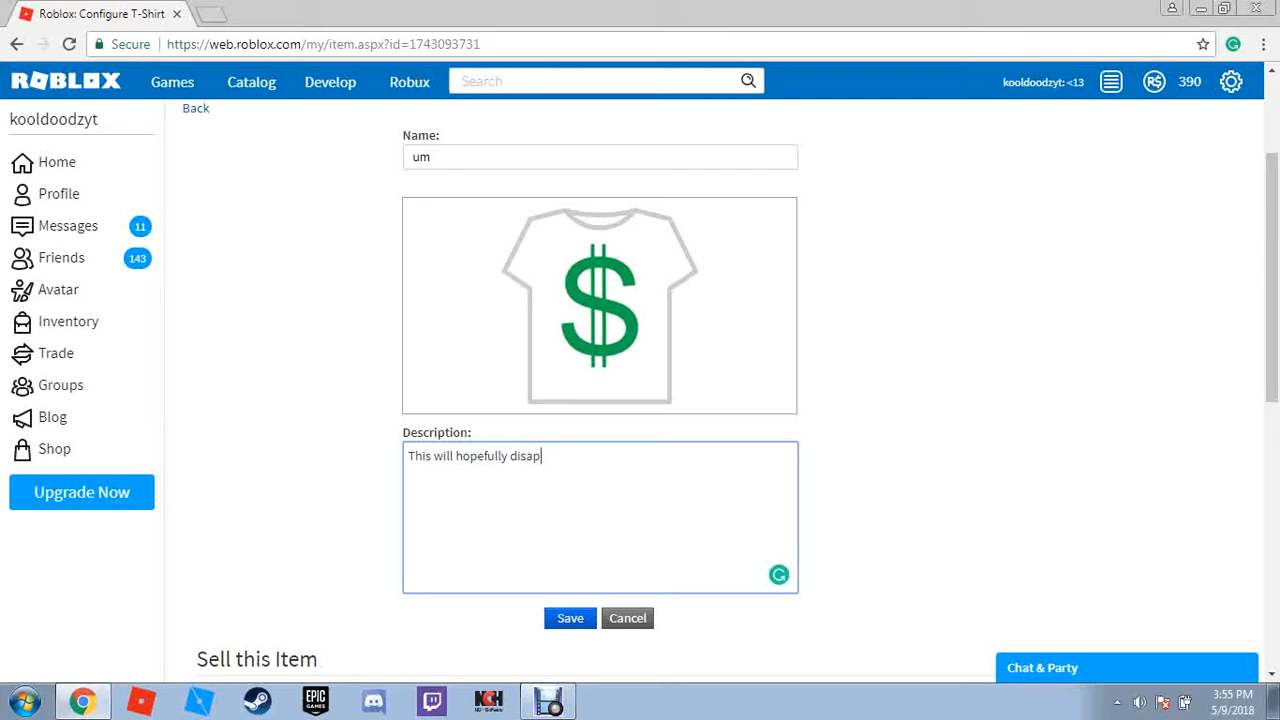 Roblox: Configure T-Shirt
Secure https://web.roblox.com/my/item.aspx?id=1743093731
ROBLOX Games Catalog Develop Robux Search kooldoodzyt: <13 R$ 390
Back
kooldoodzyt
Home
Profile
Messages 11
Friends 143
Avatar
Inventory
Trade
Groups
Blog
Shop
Upgrade Now
Name:
um
$
Description:
This will hopefully disap
Save Cancel
Sell this Item
Chat & Party
EPIC
GAMES
NCH
3:55 PM
5/9/2018